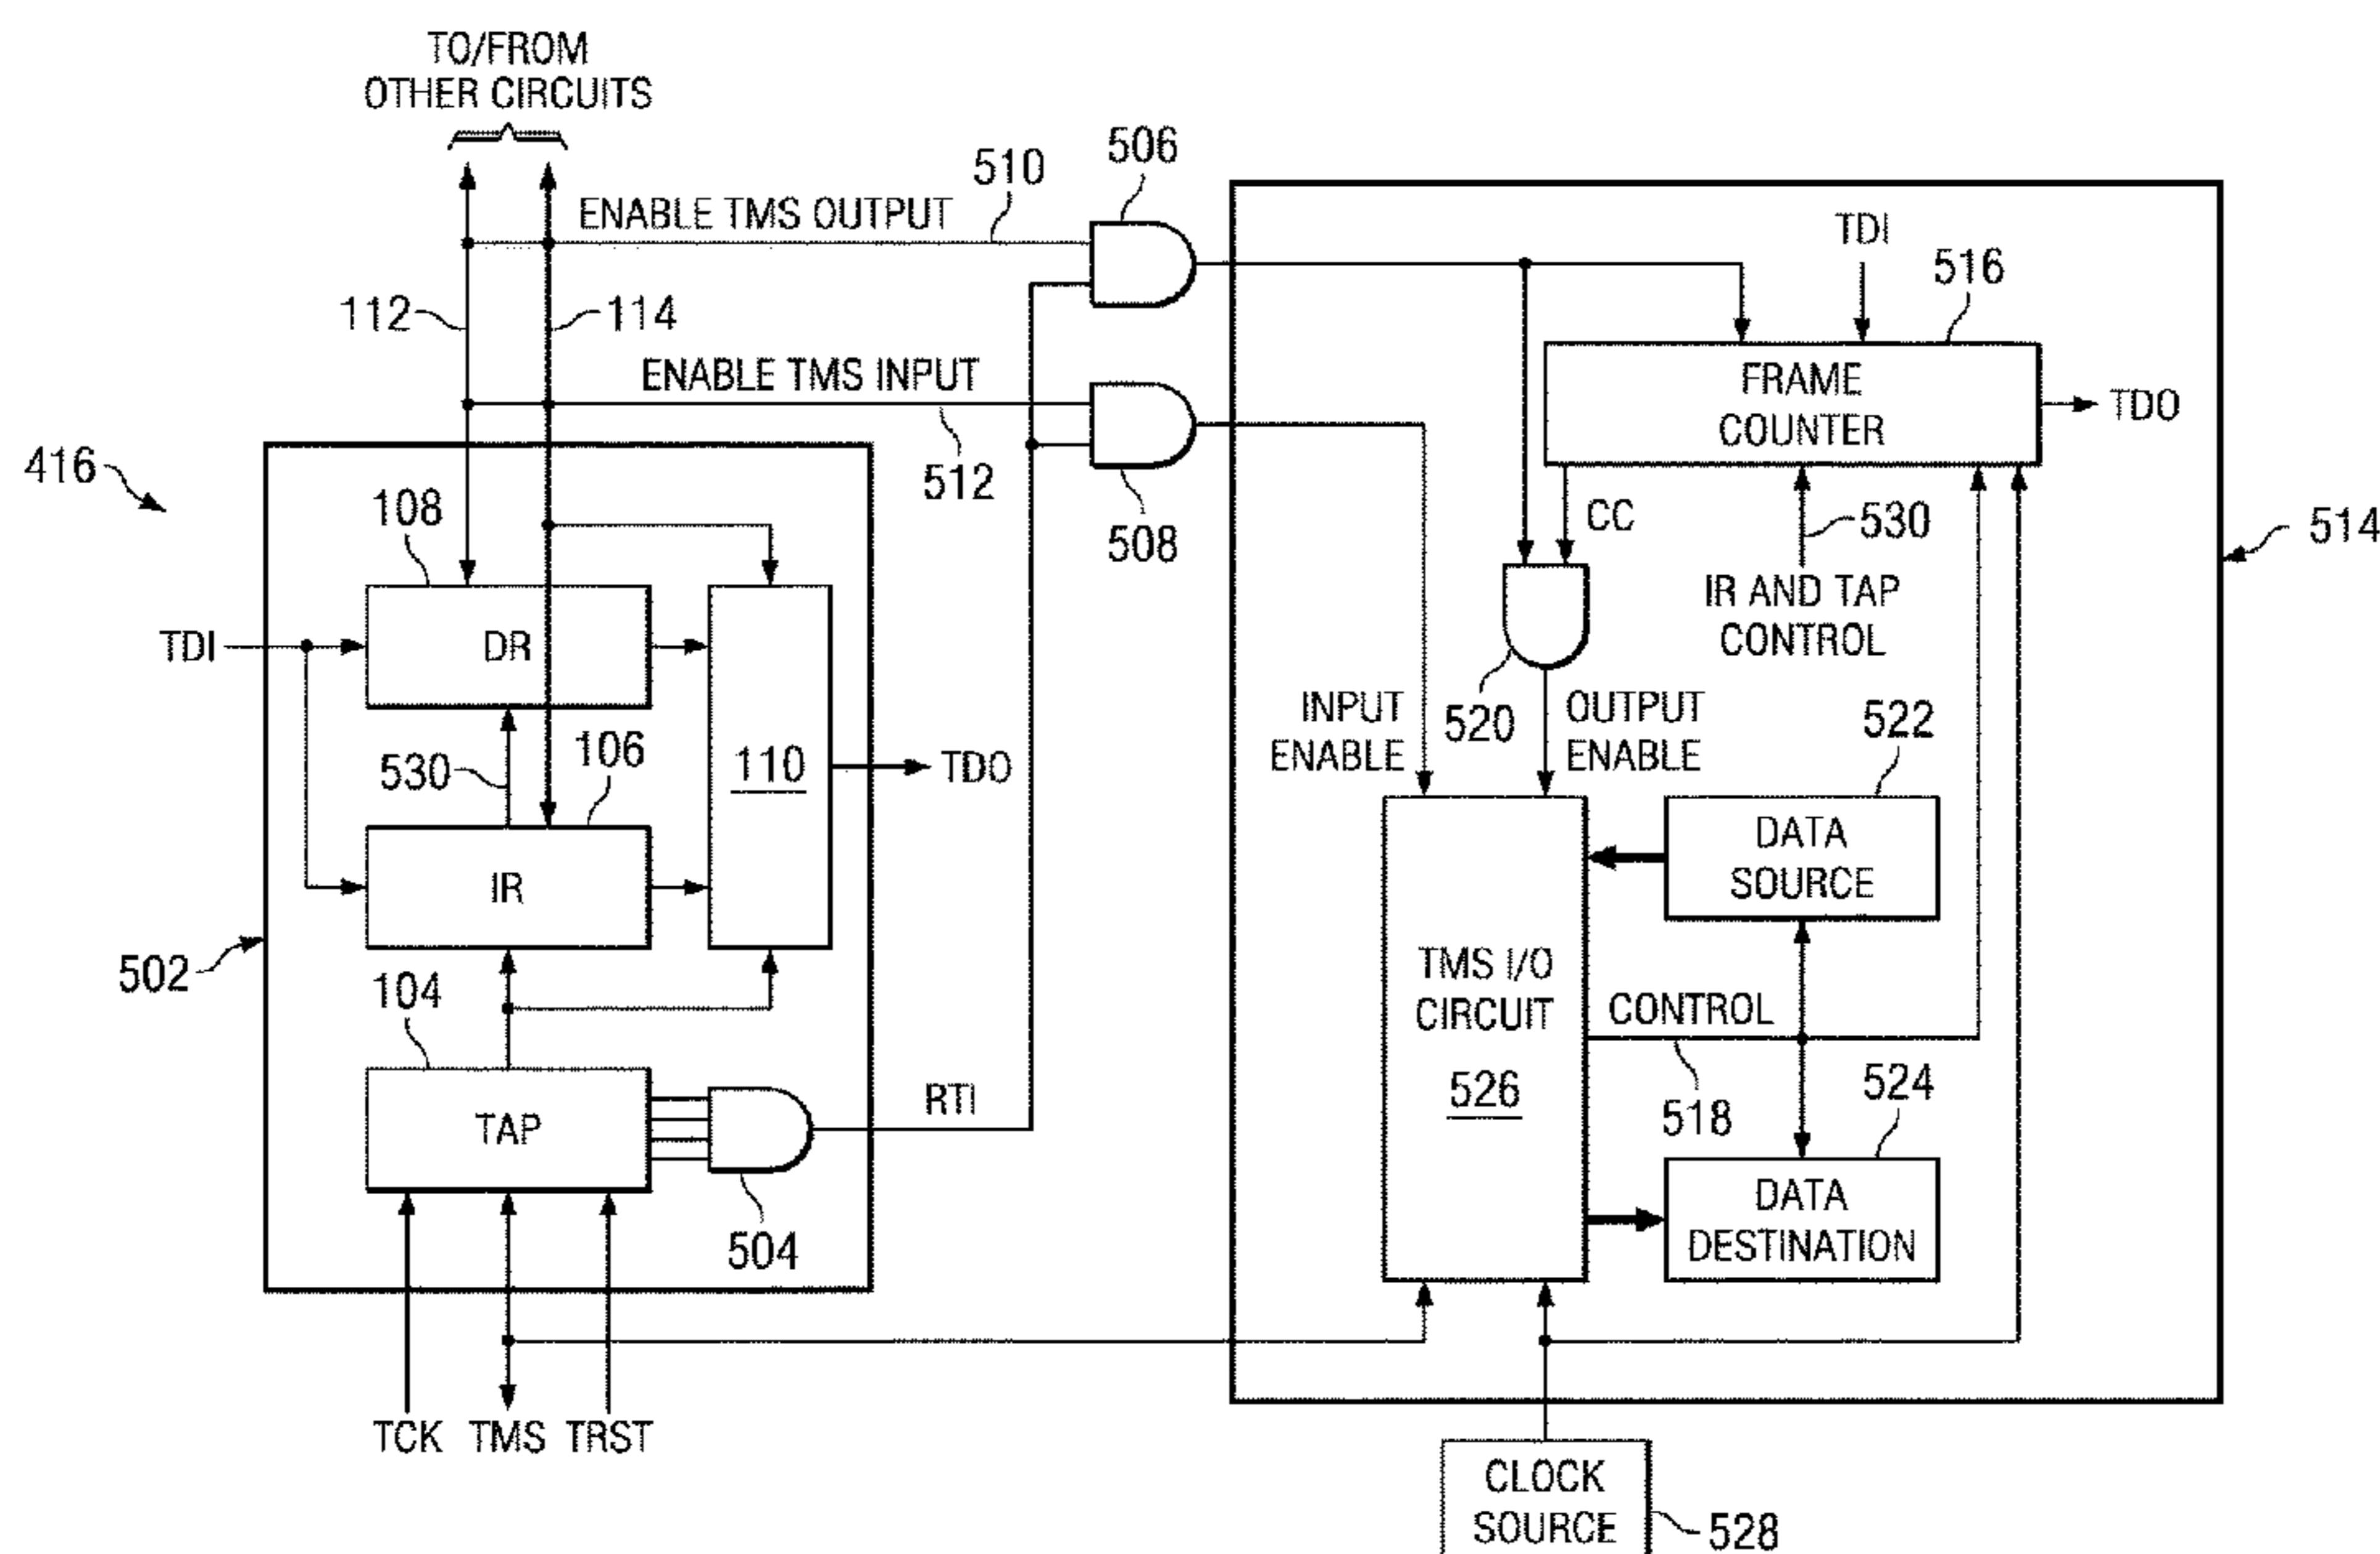 TO/FROM
OTHER CIRCUITS
506
510
ENABLE TMS OUTPUT
TDI
516
112
114
ENABLE TMS INPUT
FRAME
COUNTER
TDO
416
512
108
508
CC
530
514
IR AND TAP
CONTROL
TDI
DR
INPUT
ENABLE
520
OUTPUT
ENABLE
522
530
106
110
TDO
DATA
SOURCE
IR
502
104
TMS I/O
CIRCUIT
526
CONTROL
518
524
TAP
RTI
504
DATA
DESTINATION
TCK
TMS
TRST
CLOCK
SOURCE
528